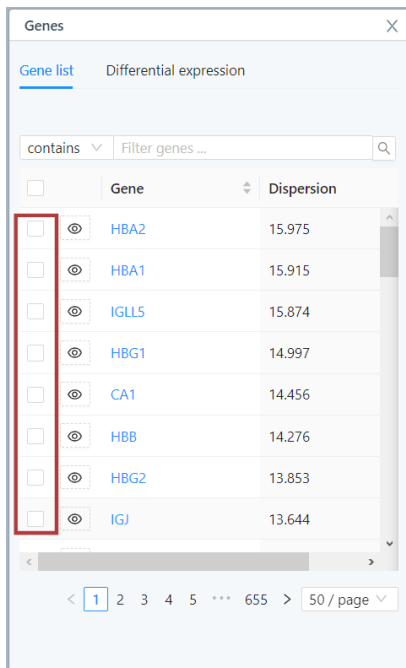 Genes
Gene list Differential expression
contains Filter genes ...
Gene Dispersion
HBA2 15.975
HBA1 15.915
IGLL5 15.874
HBG1 14.997
CA1 14.456
HBB 14.276
HBG2 13.853
IGJ 13.644
< 1 2 3 4 5 ••• 655 > 50 / page